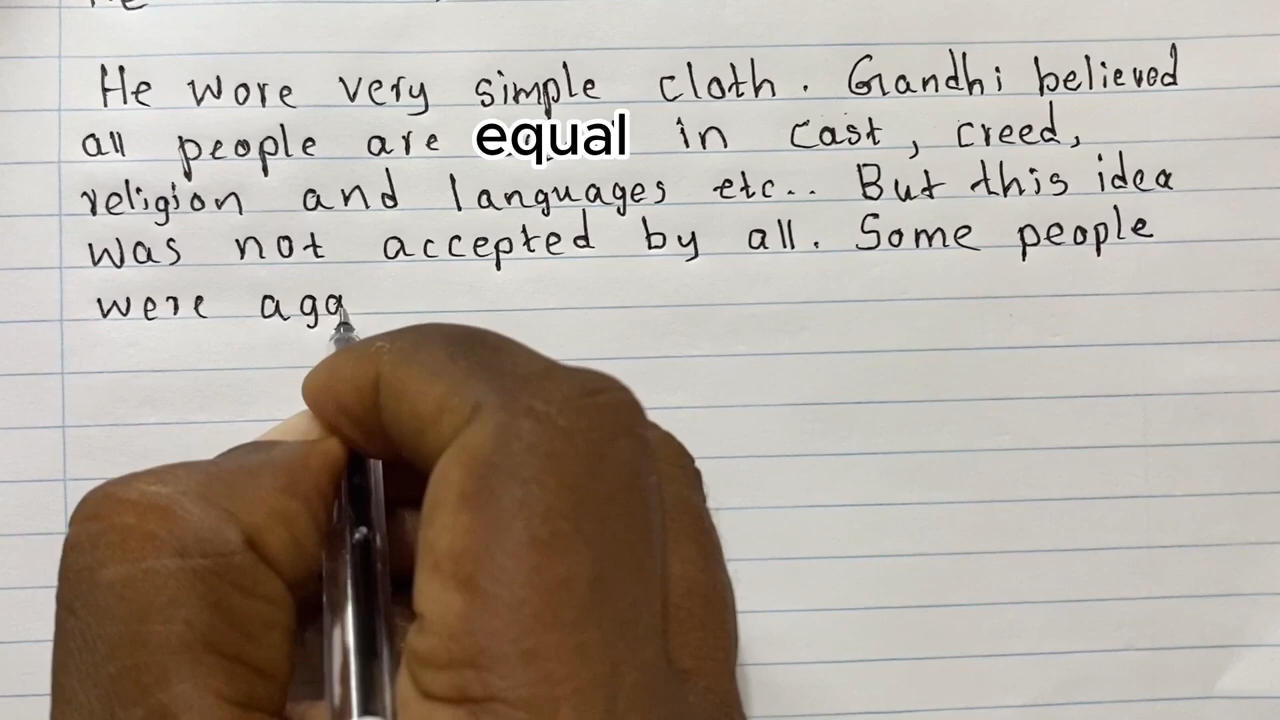 He wore very simple cloth. Gandhi believed
all people are equal in cast, creed,
religion and languages etc.. But this idea
was not accepted by all. Some people
were aga